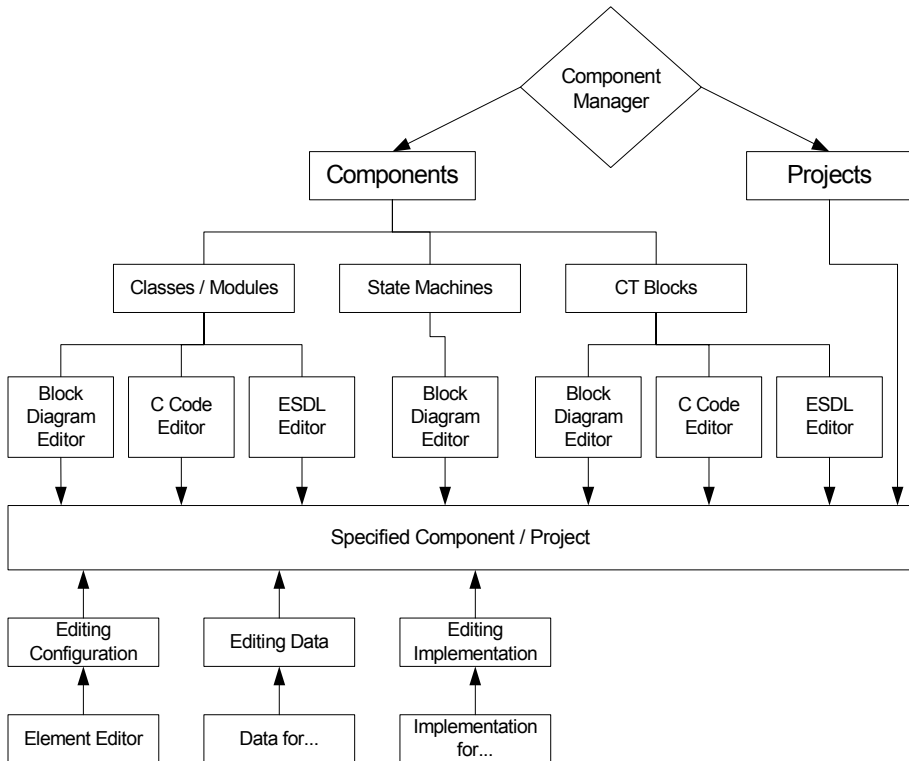 Component
Manager
Components
Projects
Classes / Modules
State Machines
CT Blocks
Block
Diagram
Editor
C Code
Editor
ESDL
Editor
Block
Diagram
Editor
Block
Diagram
Editor
C Code
Editor
ESDL
Editor
Specified Component / Project
Editing
Configuration
Editing Data
Editing
Implementation
Element Editor
Data for...
Implementation
for...